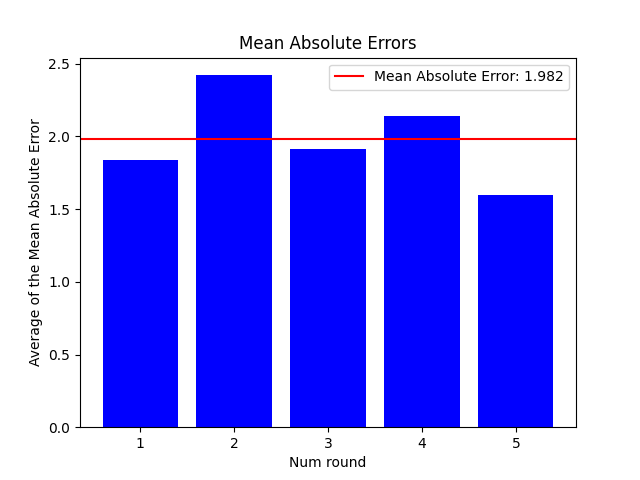 Mean Absolute Errors
Mean Absolute Error: 1.982
Average of the Mean Absolute Error
2.5
2.0
1.5
1.0
0.5
0.0
1 2 3 4 5
Num round